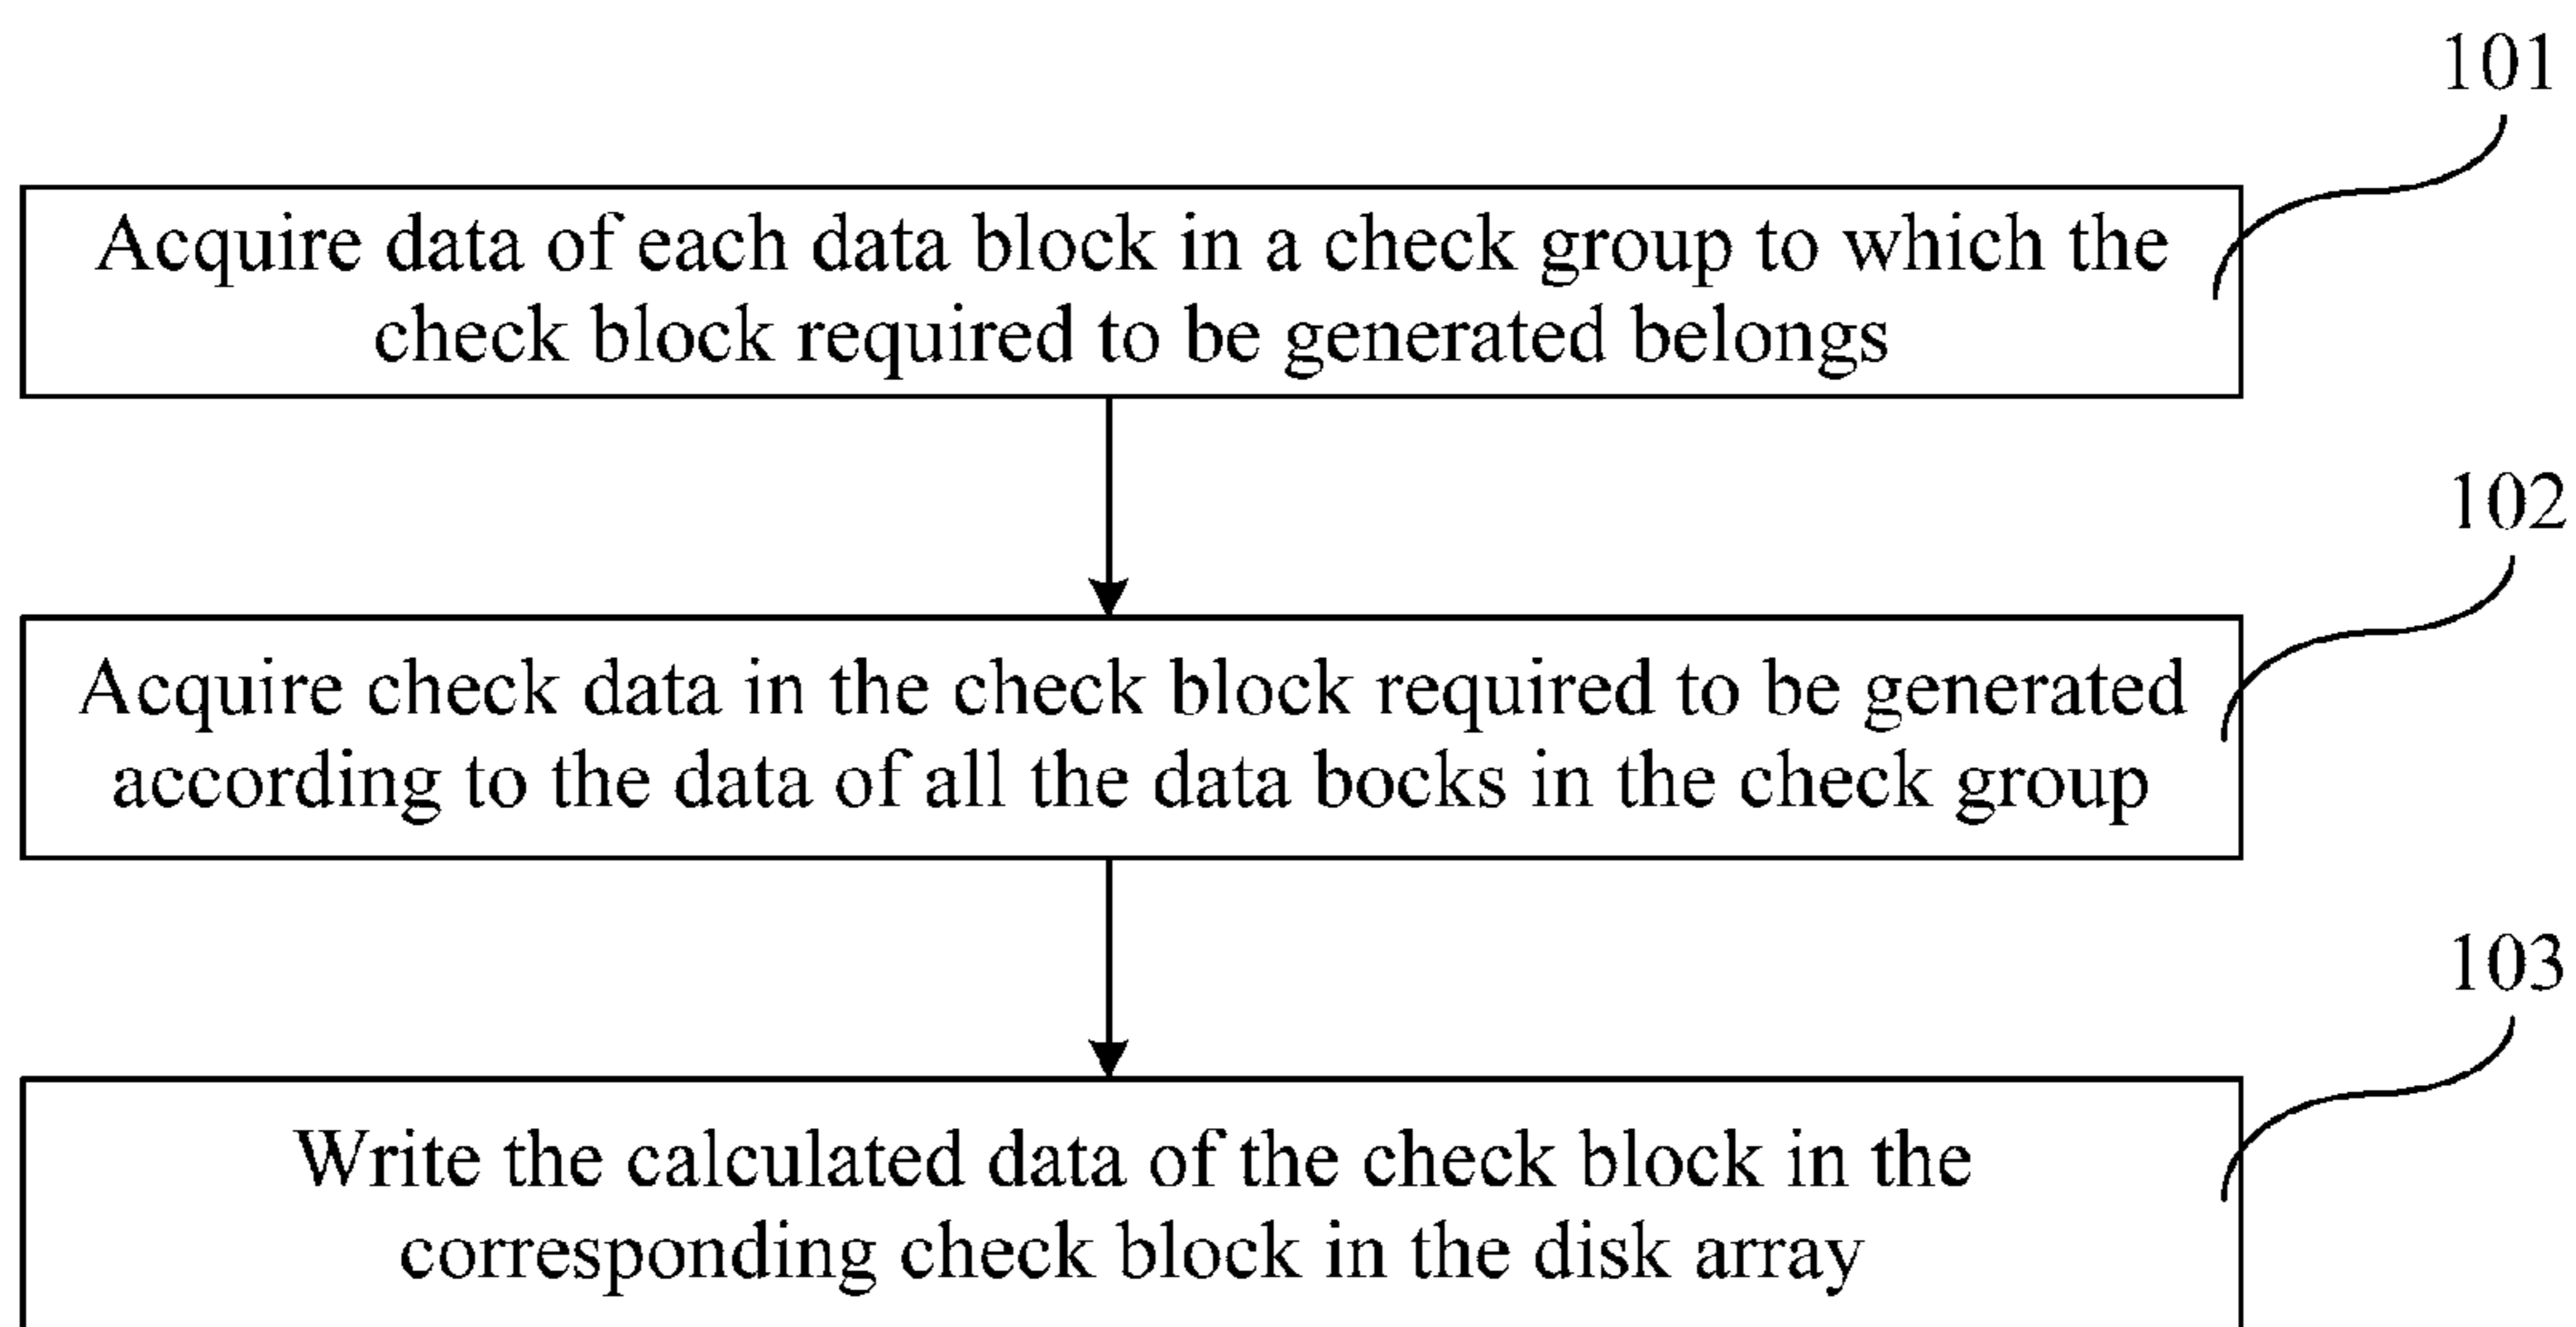 101
Acquire data of each data block in a check group to which the
check block required to be generated belongs
102
Acquire check data in the check block required to be generated
according to the data of all the data bocks in the check group
103
Write the calculated data of the check block in the
corresponding check block in the disk array